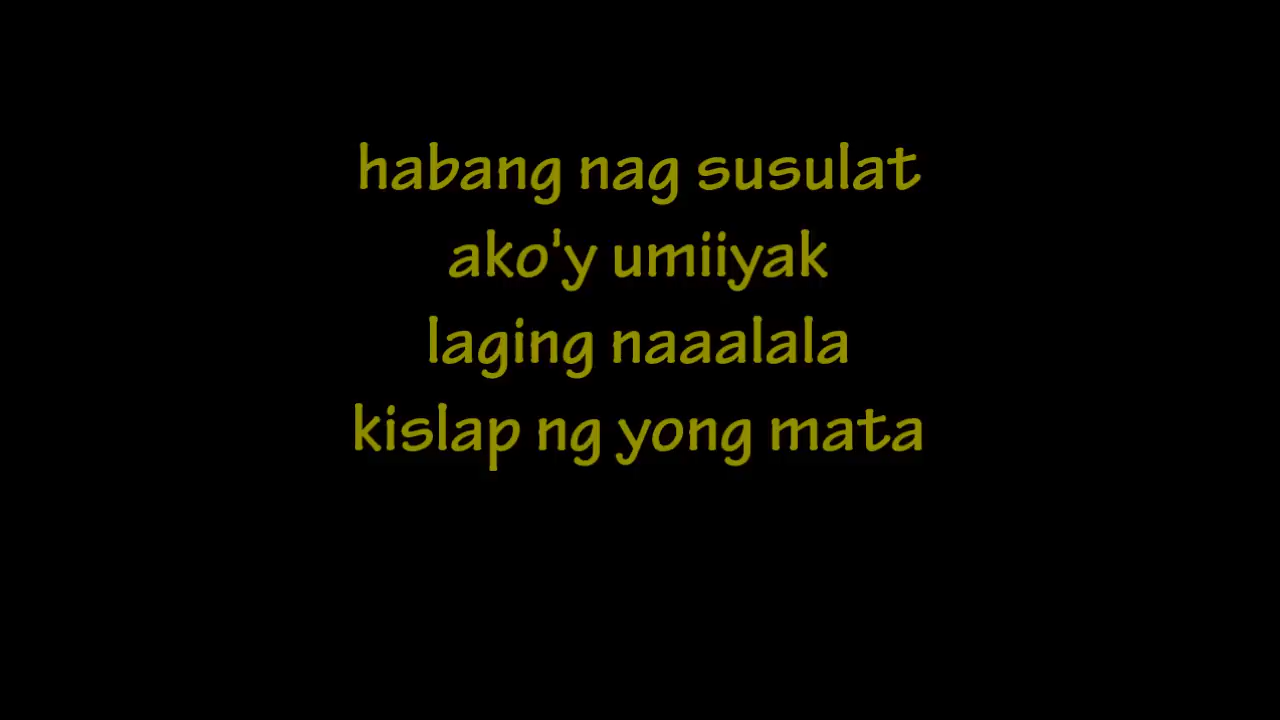 habang nag susulat
ako'y umiiyak
laging naaalala
kislap ng yong mata